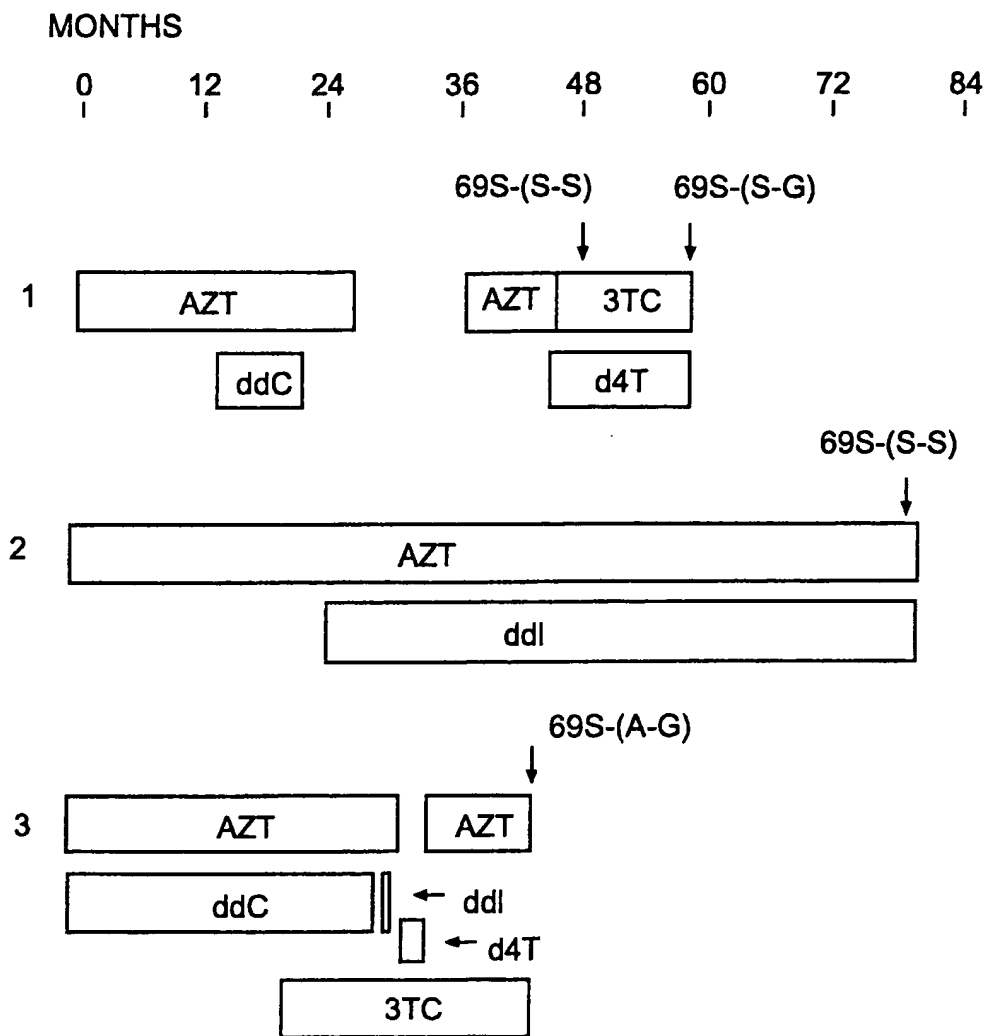 MONTHS
0 12 24 36 48 60 72 84
69S-(S-S) 69S-(S-G)
1 AZT AZT 3TC
ddC d4T
69S-(S-S)
2 AZT
ddI
69S-(A-G)
3 AZT AZT
ddC ddI
d4T
3TC